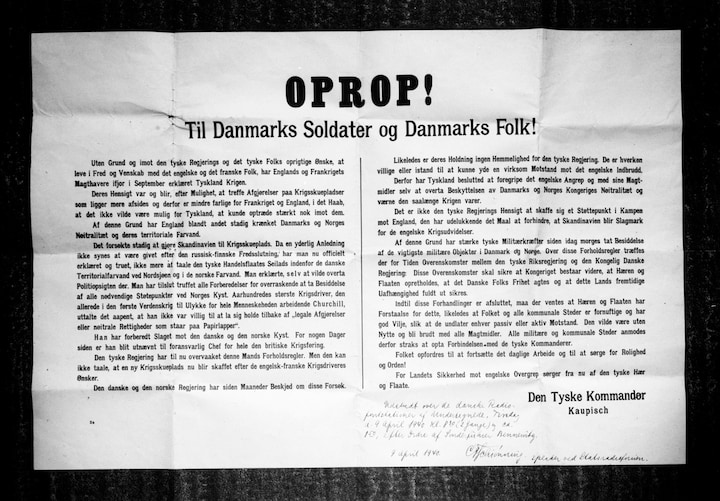 OPROP!
Til Danmarks Soldater og Danmarks Folk!
Uten Grund og imot den tyske Regjerings og det tyske Folks oprigtige Ønske, at
leve i Fred og Venskab med det engelske og det franske Folk, har Englands og Frankrigets
Magthavere ifjor i September erklæret Tyskland Krigen.
Deres Hensigt var og blir, efter Mulighet, at treffe Afgjørelser paa Krigsskuepladser
som ligger mere afsides og derfor er mindre farlige for Frankriget og England, i det Haab,
at det ikke vilde være mulig for Tyskland, at kunde optræde stærkt nok imot dem.
Af denne Grund har England blandt andet stadig krænket Danmarks og Norges
Nøitralitæt og deres territoriale Farvand.
Det forsøkte stadig at gjøre Skandinavien til Krigsskueplads. Da en yderlig Anledning
ikke synes at være givet efter den russisk-finnske Fredsslutning, har man nu officielt
erklæret og truet, ikke mere at taale den tyske Handelsflaates Seilads indenfor de danske
Territorialfarvand ved Nordsjøen og i de norske Farvand. Man erklærte, selv at vilde overta
Politiopsigten der. Man har tilslut truffet alle Forberedelser for overraskende at ta Besiddelse
af alle nødvendige Støtepunkter ved Norges Kyst. Aarhundredes største Krigsdriver, den
allerede i den første Verdenskrig til Ulykke for hele Menneskeheden arbeidende Churchill,
uttalte det aapent, at han ikke var villig til at la sig holde tilbake af „legale Afgjørelser
eller nøitrale Rettigheder som staar paa Papirlapper“.
Han har forberedt Slaget mot den danske og den norske Kyst. For nogen Dager
siden er han blit utnævnt til foransvarlig Chef for hele den britiske Krigsføring.
Den tyske Regjering har til nu overvaaket denne Mands Forholdsregler. Men den kan
ikke taale, at en ny Krigsskueplads nu blir skaffet efter de engelsk-franske Krigsdriveres
Ønsker.
Den danske og den norske Regjering har siden Maaneder Beskjed om disse Forsøk.
Likeledes er deres Holdning ingen Hemmelighed for den tyske Regjering. De er hverken
villige eller istand til at kunne yde en virksom Motstand mot det engelske Indbrudd.
Derfor har Tyskland besluttet at foregripe det engelske Angrep og med sine Magt-
midler selv at overta Beskyttelsen av Danmarks og Norges Kongeriges Nøitralitæt og
værne den saalænge Krigen varer.
Det er ikke den tyske Regjerings Hensigt at skaffe sig et Støttepunkt i Kampen
mot England, den har udelukkende det Maal at forhindre, at Skandinavien blir Slagmark
for de engelske Krigsudvidelser.
Af denne Grund har stærke tyske Militærkræfter siden idag morges tat Besiddelse
af de vigtigste militære Objekter i Danmark og Norge. Over disse Forholdsregler træffes
der for Tiden Overenskomster mellem den tyske Riksregjering og den Kongelig Danske
Regjering: Disse Overenskomster skal sikre at Kongeriget bestaar videre, at Hæren og
Flaaten opretholdes, at det Danske Folks Frihet agtes og at dette Lands fremtidige
Uafhængighed fuldt ut sikres.
Indtil disse Forhandlinger er afsluttet, maa der ventes at Hæren og Flaaten har
Forstaalse for dette, likeledes at Folket og alle kommunale Steder er fornuftige og har
god Vilje, slik at de undlater enhver passiv eller aktiv Motstand. Den vilde være uten
Nytte og bli brudd med alle Magtmidler. Alle militære og kommunale Steder anmodes
derfor straks at opta Forbindelsen med de tyske Kommanderer.
Folket opfordres til at fortsætte det daglige Arbeide og til at sørge for Rolighed
og Orden!
For Landets Sikkerhed mot engelske Overgrep sørger fra nu af den tyske Hær
og Flaate.
Den Tyske Kommandør
Kaupisch
over de danske Radio-
d. 9 April 1940
9 April 1940
speaker ved Statsradiofonien.